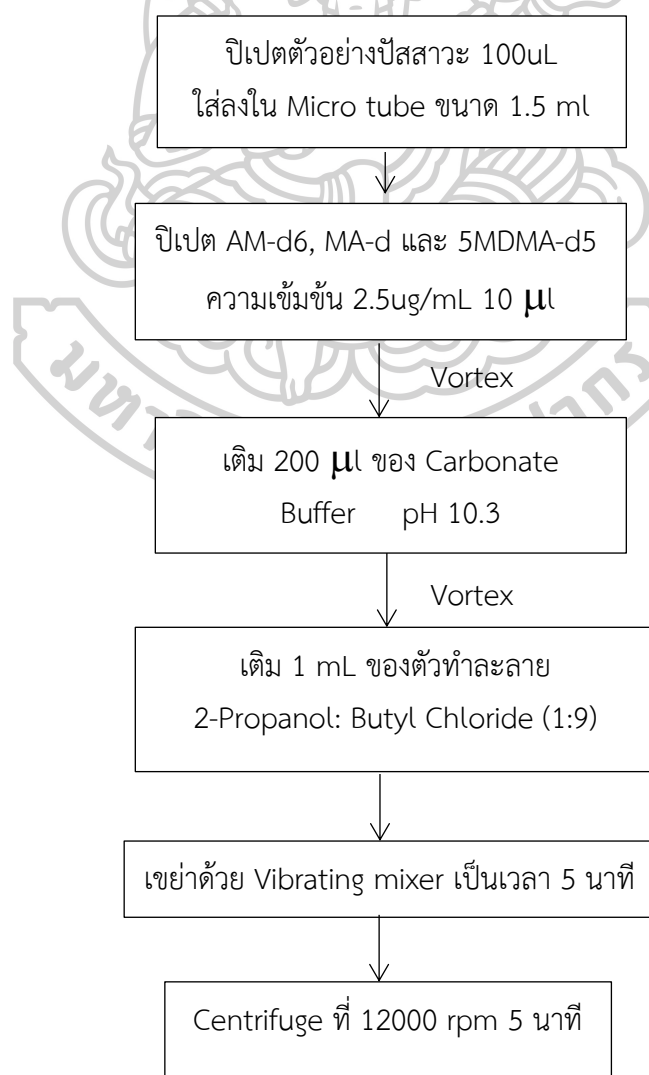 ปิเปตตัวอย่างปัสสาวะ 100uL
ใส่ลงใน Micro tube ขนาด 1.5 ml
ปิเปต AM-d6, MA-d และ 5MDMA-d5
ความเข้มข้น 2.5ug/mL 10 µl
Vortex
เติม 200 µl ของ Carbonate
Buffer pH 10.3
Vortex
เติม 1 mL ของตัวทำละลาย
2-Propanol: Butyl Chloride (1:9)
เขย่าด้วย Vibrating mixer เป็นเวลา 5 นาที
Centrifuge ที่ 12000 rpm 5 นาที